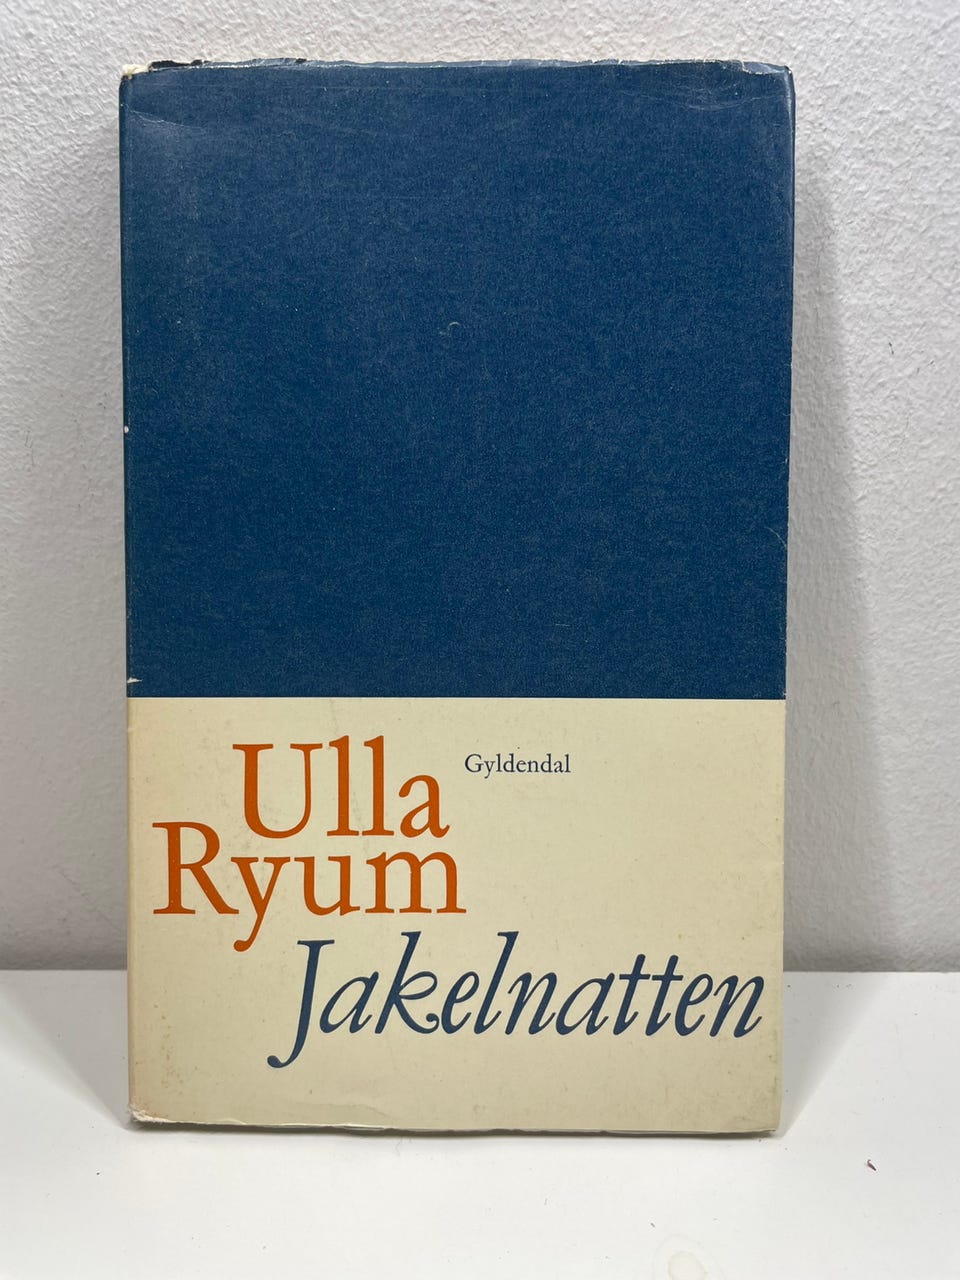 Ulla
Gyldendal
Ryum
Jakelnatten